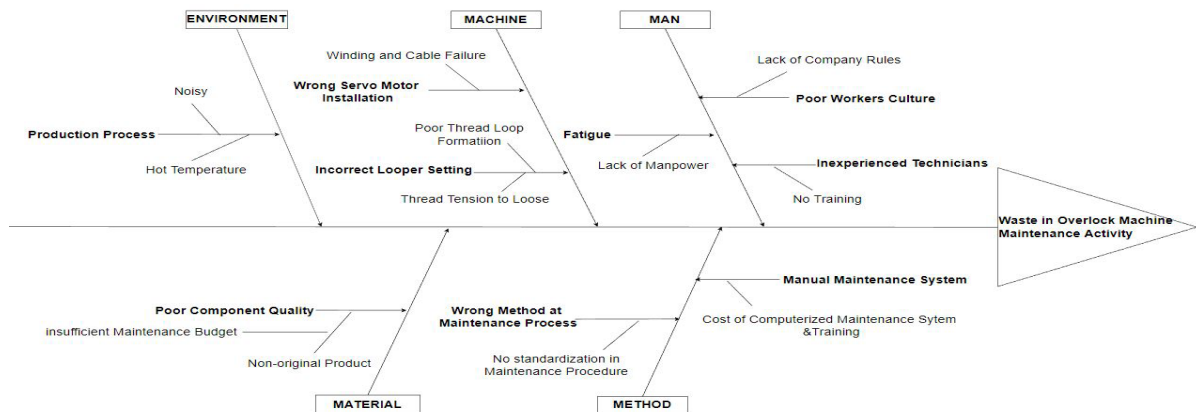 ENVIRONMENT
MACHINE
MAN
Winding and Cable Failure
Lack of Company Rules
Noisy
Wrong Servo Motor
Installation
Poor Workers Culture
Production Process
Poor Thread Loop
Formatiion
Fatigue
Hot Temperature
Incorrect Looper Setting
Lack of Manpower
Inexperienced Technicians
Thread Tension to Loose
No Training
Waste in Overlock Machine
Maintenance Activity
Manual Maintenance System
Poor Component Quality
Wrong Method at
Maintenance Process
insufficient Maintenance Budget
Cost of Computerized Maintenance Sytem
&Training
Non-original Product
No standardization in
Maintenance Procedure
MATERIAL
METHOD